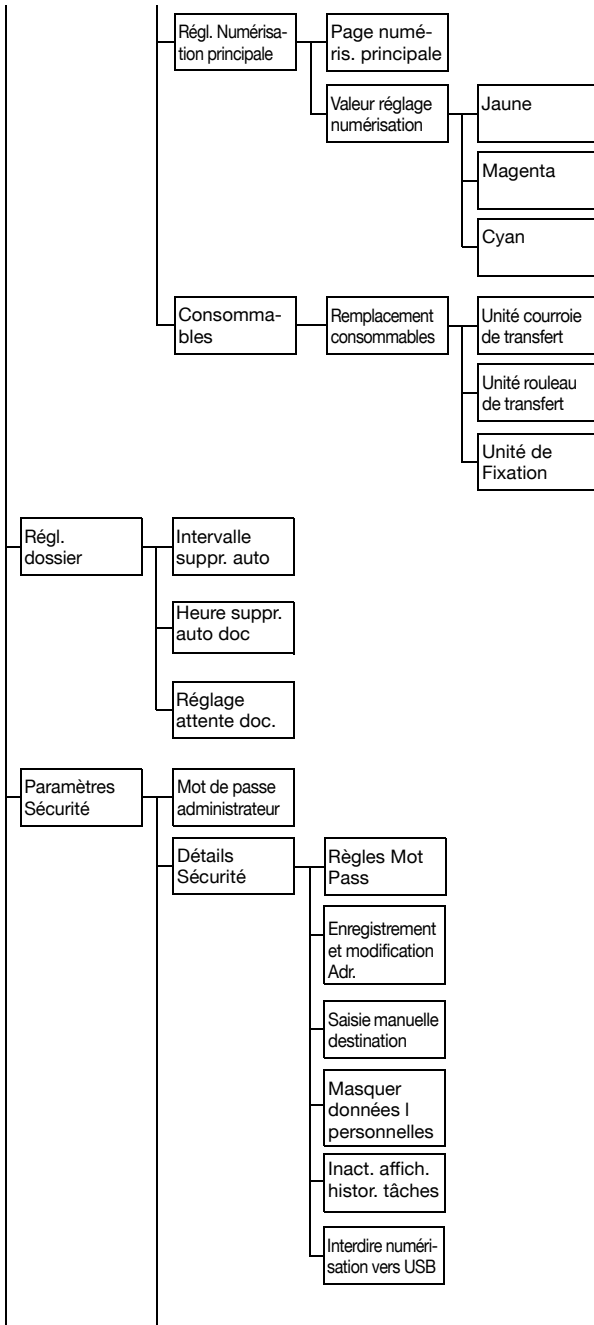 Régl. Numérisa-
tion principale
Page numé-
ris. principale
Valeur réglage
numérisation
Jaune
Magenta
Cyan
Consomma-
bles
Remplacement
consommables
Unité courroie
de transfert
Unité rouleau
de transfert
Unité de
Fixation
Régl.
dossier
Intervalle
suppr. auto
Heure suppr.
auto doc
Réglage
attente doc.
Paramètres
Sécurité
Mot de passe
administrateur
Détails
Sécurité
Règles Mot
Pass
Enregistrement
et modification
Adr.
Saisie manuelle
destination
Masquer
données l
personnelles
Inact. affich.
histor. tâches
Interdire numéri-
sation vers USB